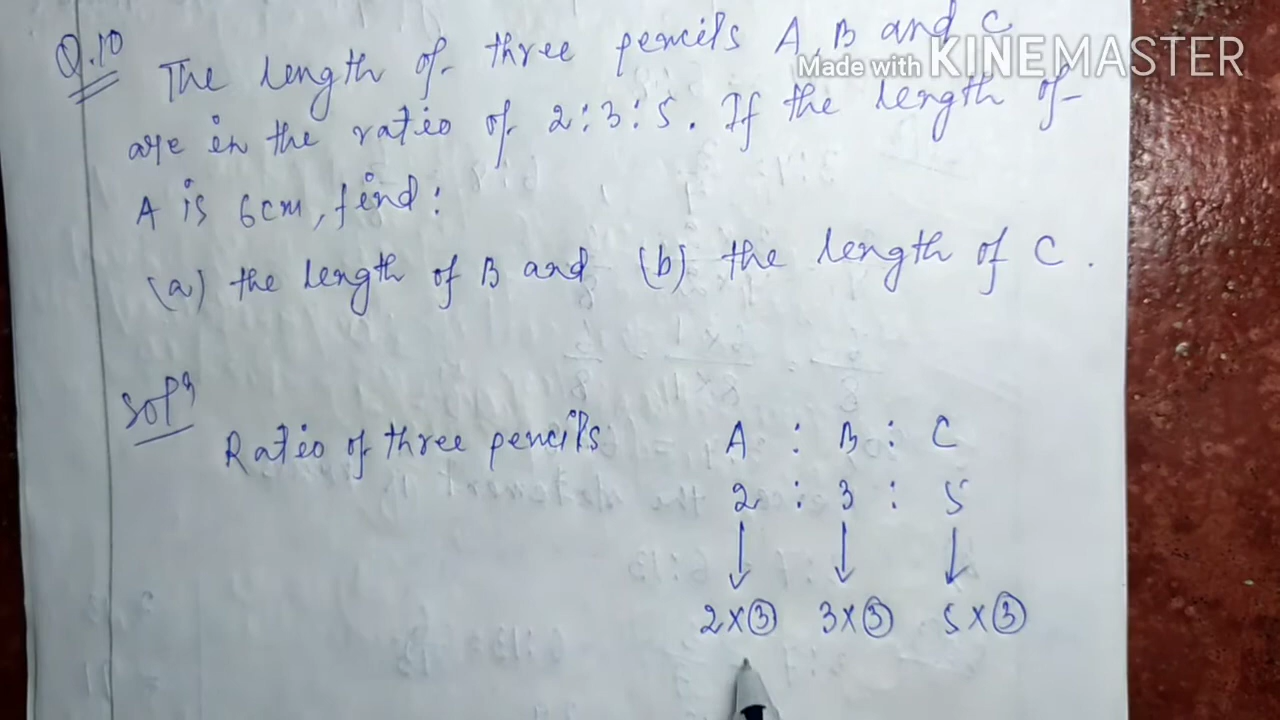 Q.10 The length of three pencils A, B and C
Made with KINEMASTER
are in the ratio of 2:3:5. If the length of
A is 6cm, find:
(a) the length of B and (b) the length of C.
Solⁿ
Ratio of three pencils A : B : C
2 : 3 : 5
2×3 3×3 5×3